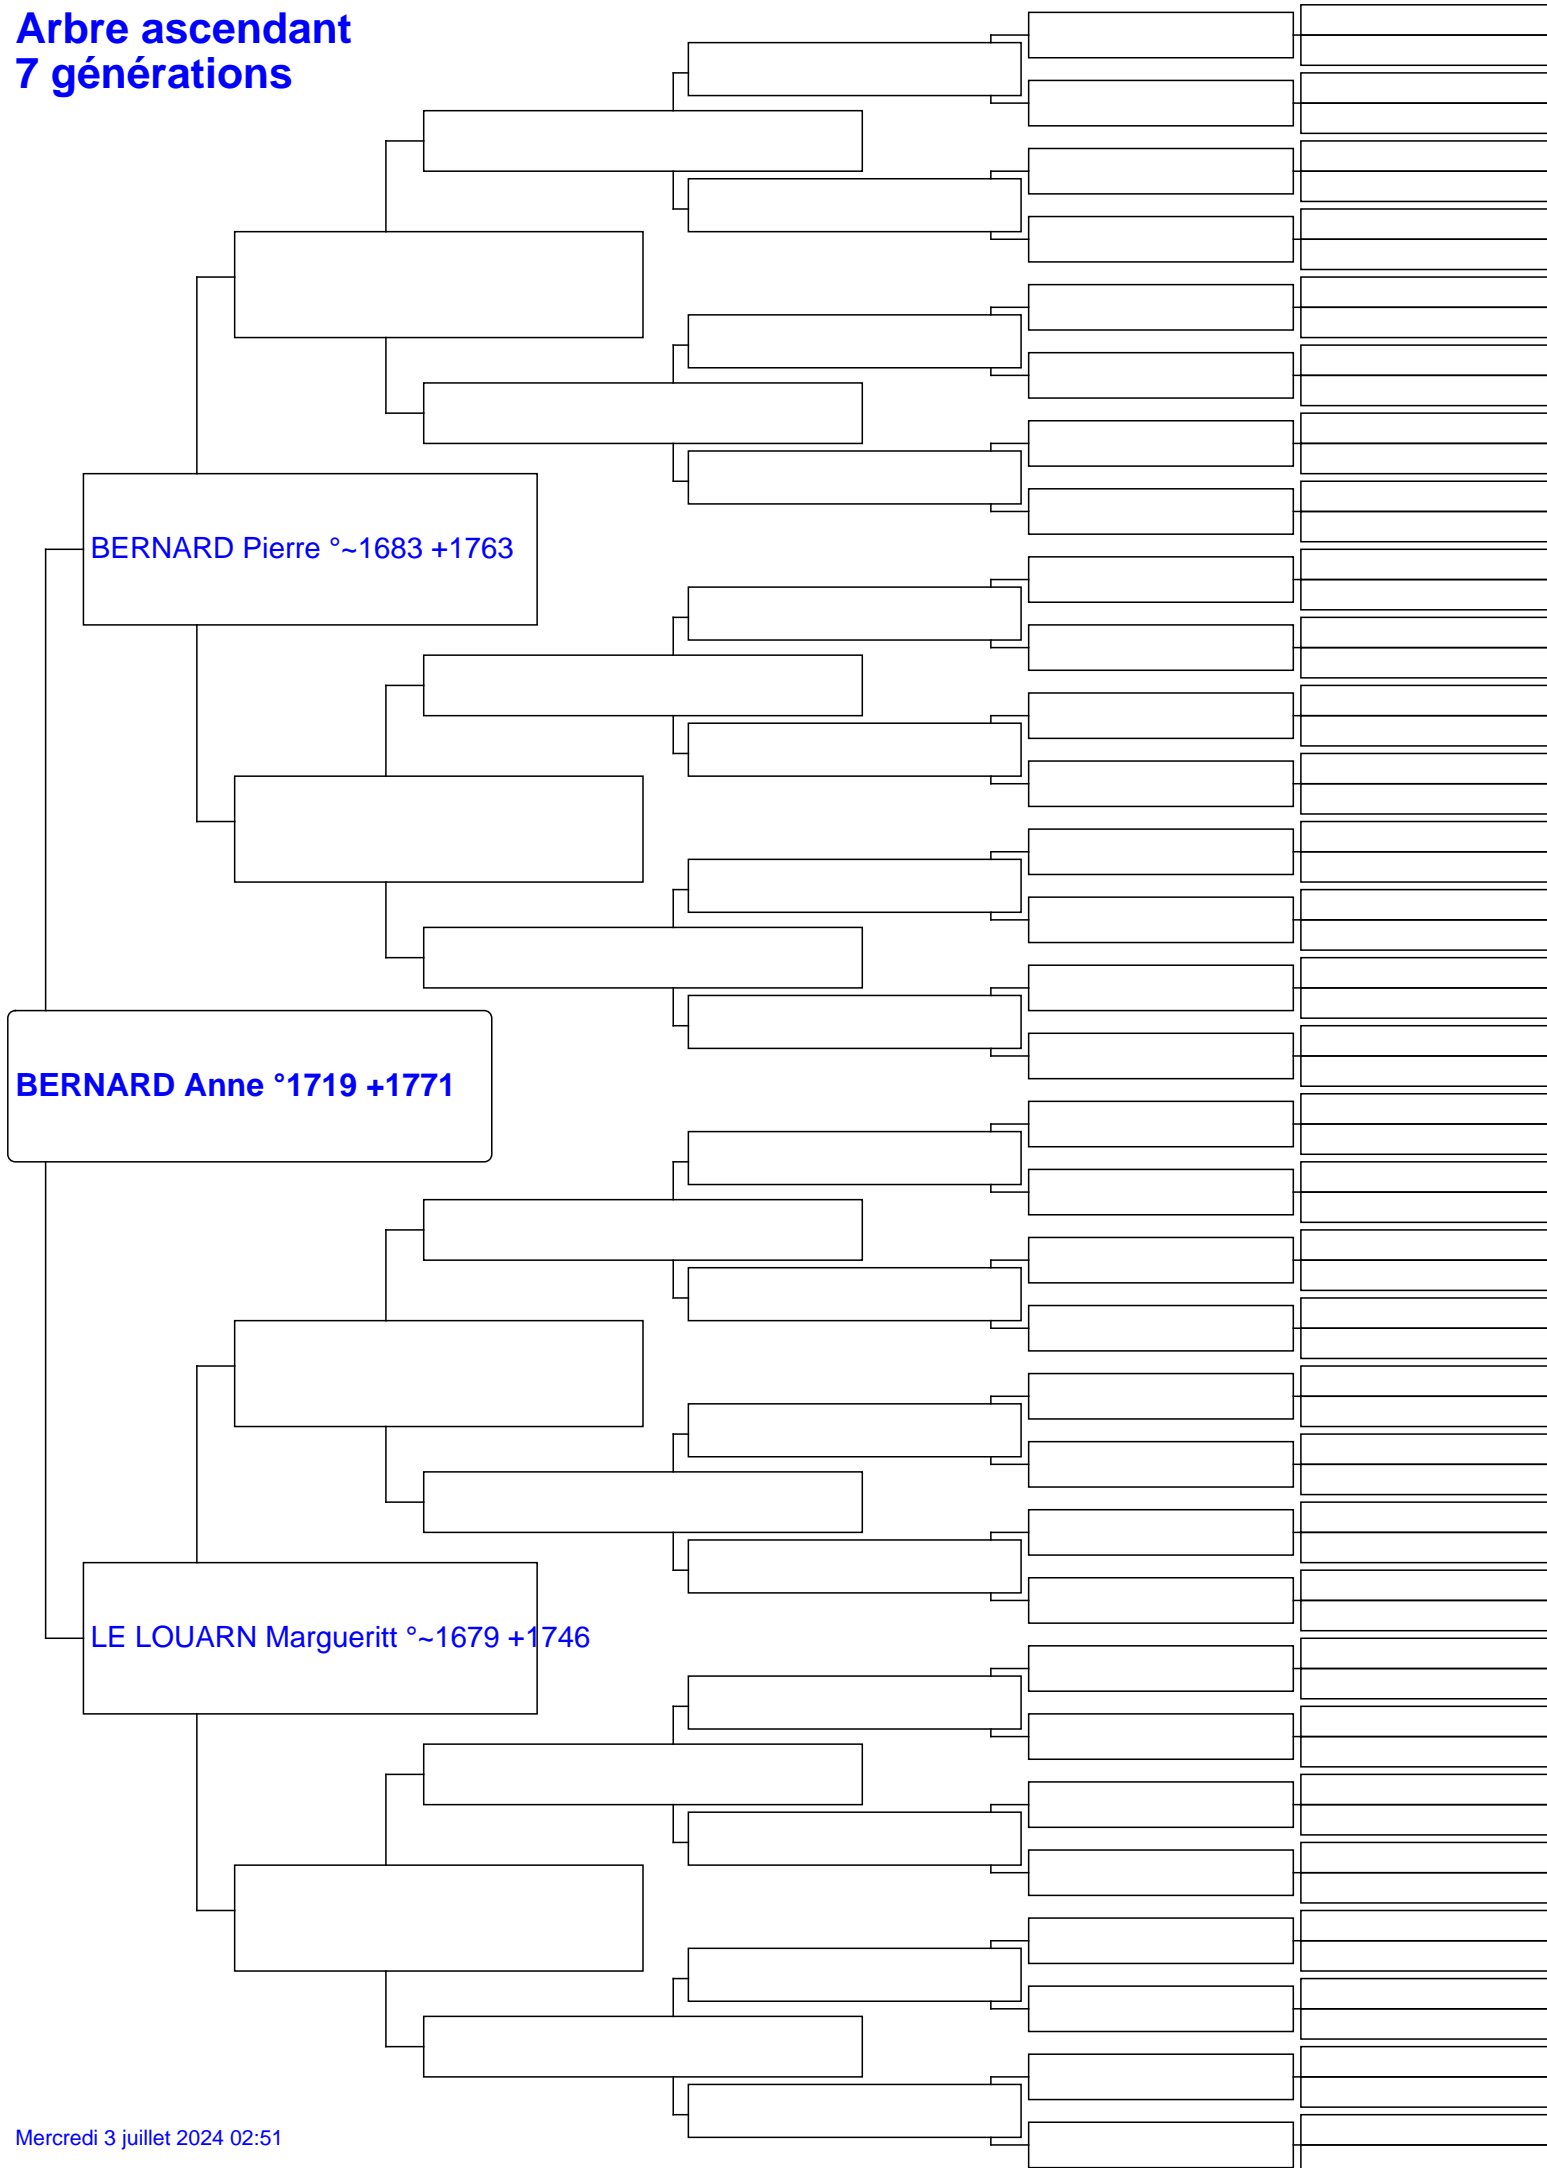 Arbre ascendant
7 générations
BERNARD Pierre °~1683 +1763
BERNARD Anne °1719 +1771
LE LOUARN Margueritt °~1679 +1746
Mercredi 3 juillet 2024 02:51